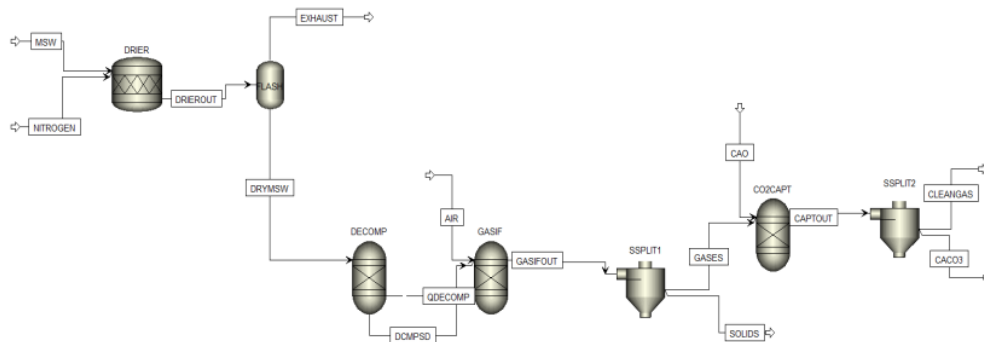 EXHAUST
MSW
DRIER
FLASH
DRIEROUT
NITROGEN
CAO
SSPLIT2
CLEANGAS
DRYMSW
CO2CAPT
CAPTOUT
AIR
DECOMP
GASIF
SSPLIT1
GASIFOUT
GASES
CACO3
QDECOMP
DCMPSD
SOLIDS